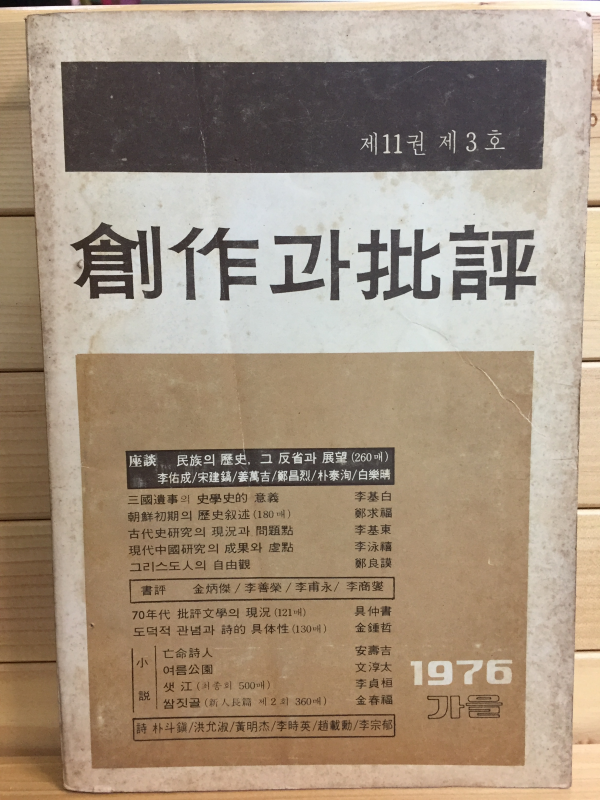 제11권 제3호
創作과批評
座談 民族의 歷史, 그 反省과 展望 (260매)
李佑成/宋建鎬/姜萬吉/鄭昌烈/朴泰洵/白樂晴
三國遺事의 史學史的 意義 李基白
朝鮮初期의 歷史叙述 (180매) 鄭求福
古代史研究의 現況과 問題點 李基東
現代中國研究의 成果와 虛點 李泳禧
그리스도人의 自由觀 鄭良謨
書評 金炳傑/李善榮/李甫永/李商燮
70年代 批評文學의 現況 (121매) 具仲書
도덕적 관념과 詩的 具体性 (130매) 金鍾哲
小說
亡命詩人 安壽吉
여름公園 文淳太
샛江 (최종회 500매) 李貞桓
쌈짓골 (新人長篇 제2회 360매) 金春福
詩 朴斗鎭/洪允淑/黃明杰/李時英/趙載勳/李宗郁
1976
가을